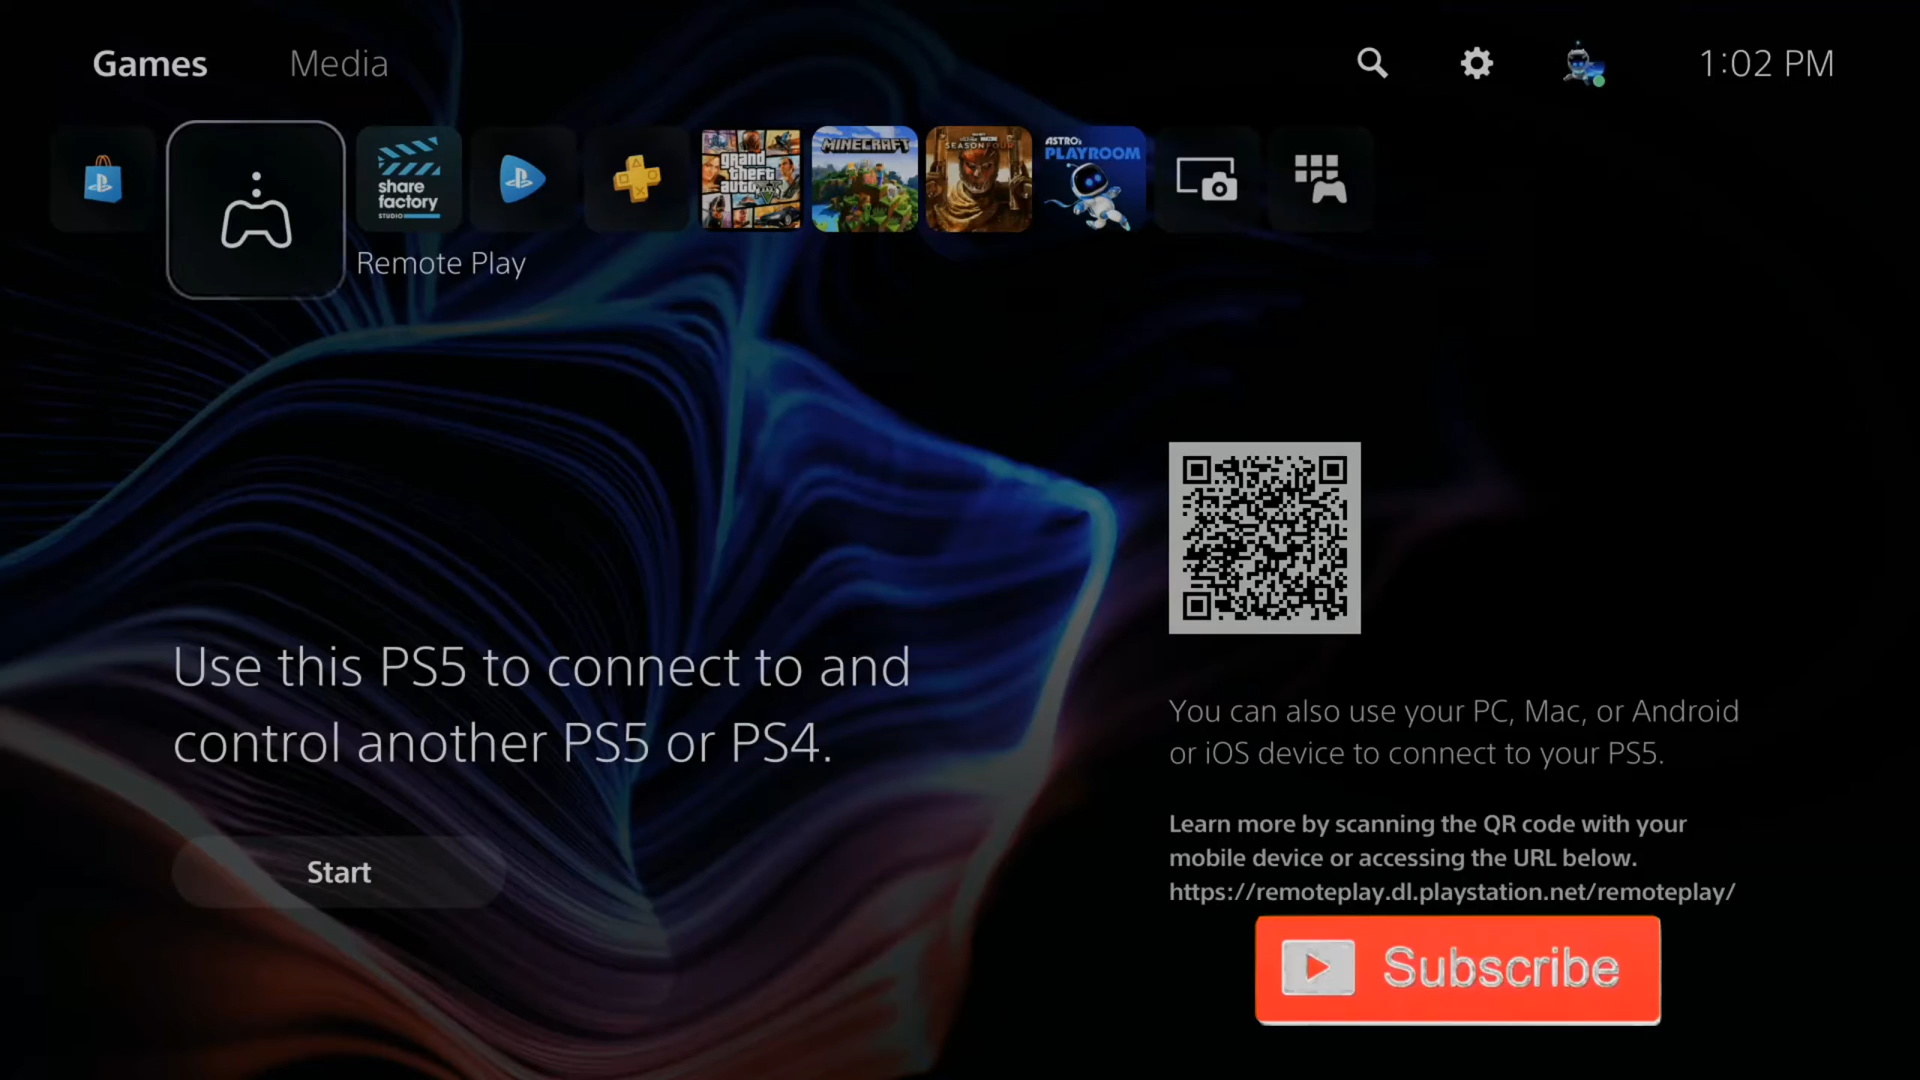 Games
Media
1:02 PM
share
factory
STUDIO
grand
theft
auto
MINECRAFT
SEASON FOUR
ASTRO's
PLAYROOM
Remote Play
Use this PS5 to connect to and
control another PS5 or PS4.
Start
You can also use your PC, Mac, or Android
or iOS device to connect to your PS5.
Learn more by scanning the QR code with your
mobile device or accessing the URL below.
https://remoteplay.dl.playstation.net/remoteplay/
Subscribe